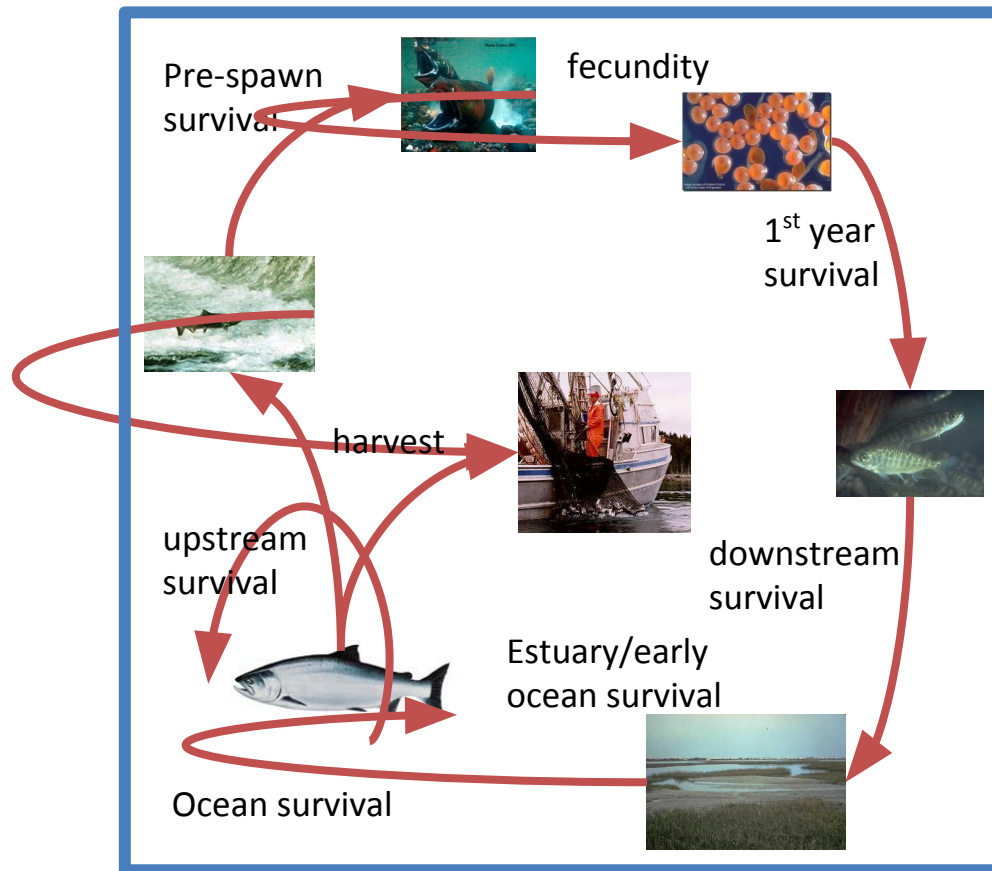 Pre-spawn
survival
fecundity
1st year
survival
harvest
upstream
survival
downstream
survival
Estuary/early
ocean survival
Ocean survival